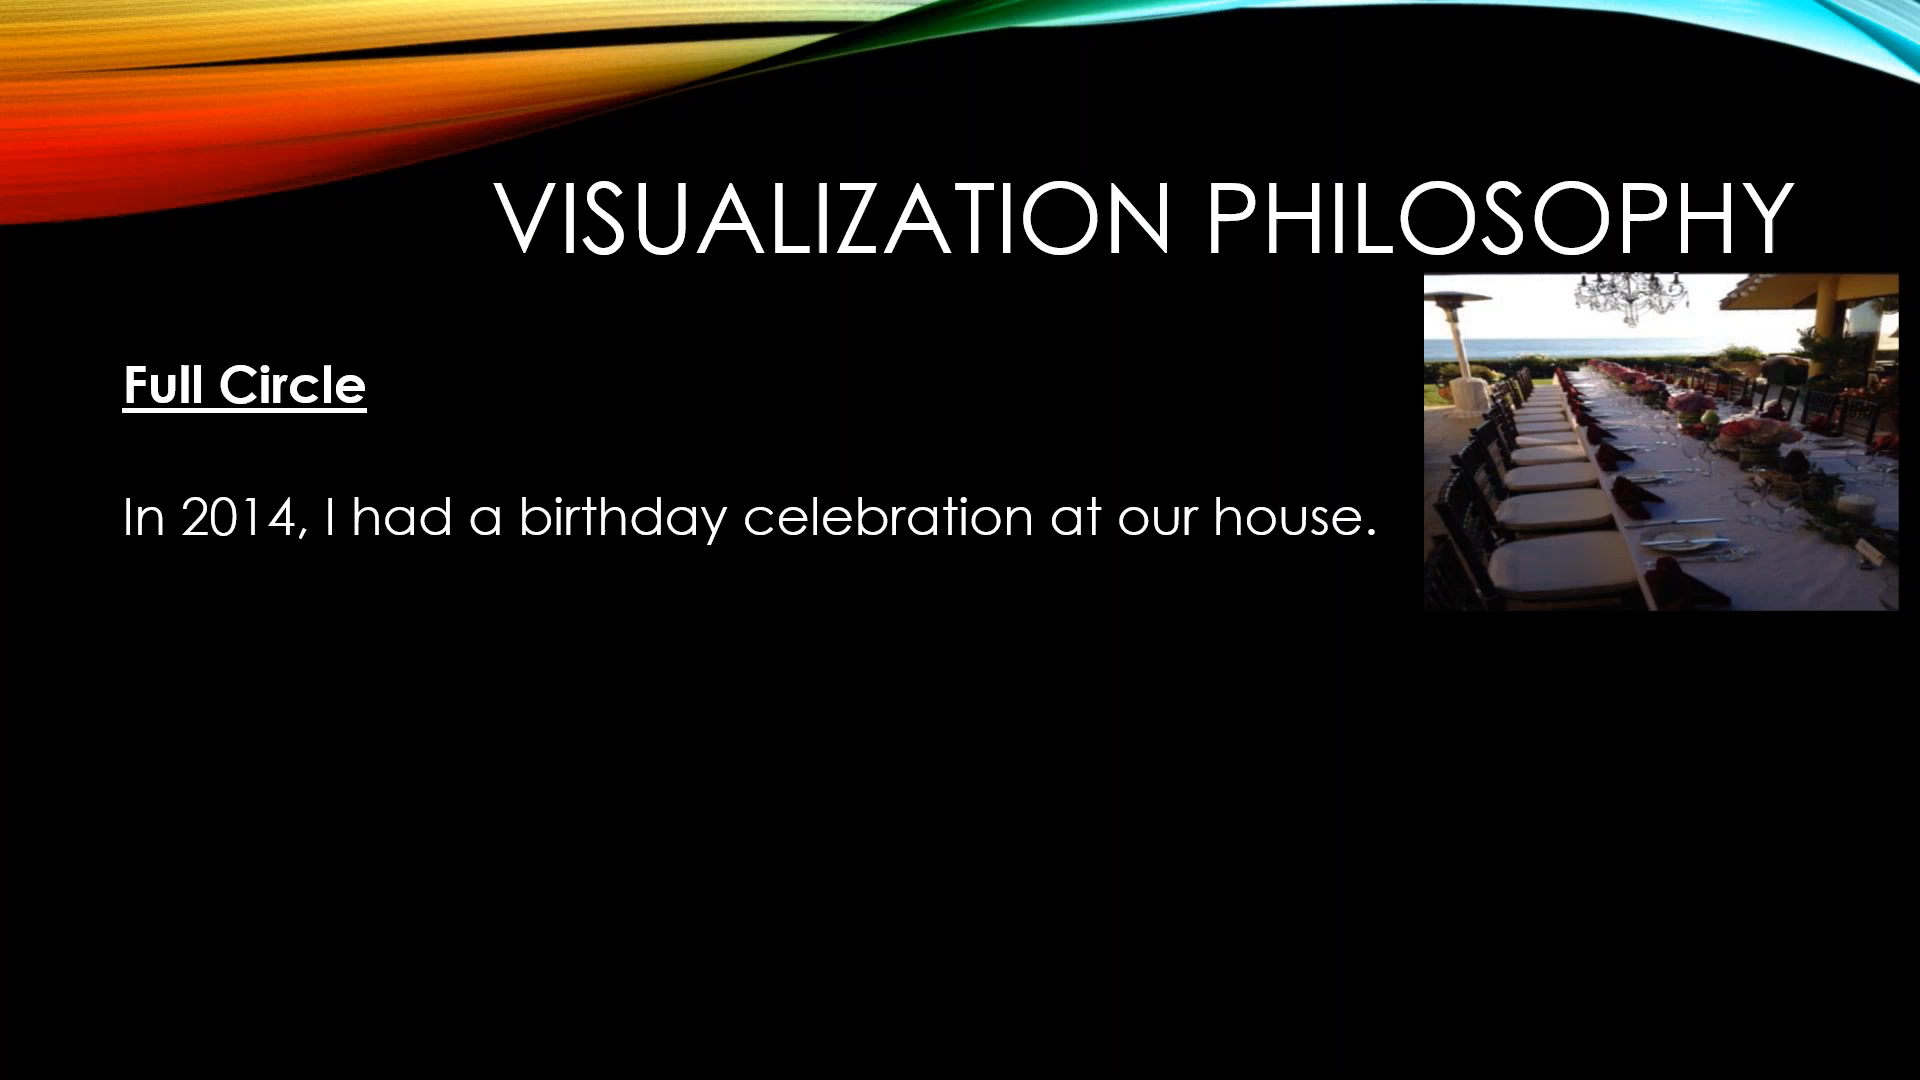 VISUALIZATION PHILOSOPHY
Full Circle
In 2014, I had a birthday celebration at our house.